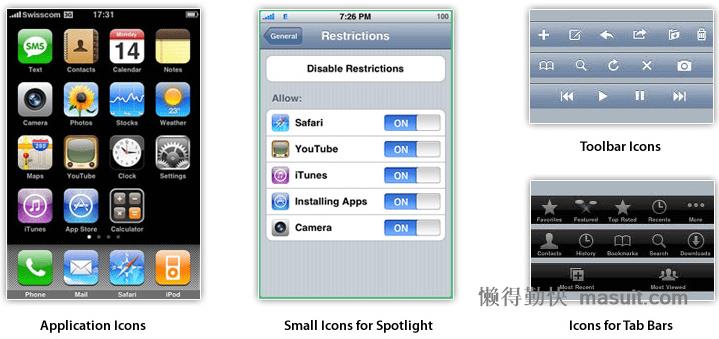 Swisscom 3G 17:31
Text Contacts Calendar Notes
Monday
14
Camera Photos Stocks Weather
23°
Maps YouTube Clock Settings
280
iTunes App Store Calculator
Phone Mail Safari iPod
Application Icons
E 7:26 PM 100
General Restrictions
Disable Restrictions
Allow:
Safari ON
YouTube ON
iTunes ON
Installing Apps ON
Camera ON
Small Icons for Spotlight
Toolbar Icons
Favorites Featured Top Rated Recents More
Contacts History Bookmarks Search Downloads
Most Recent Most Viewed
懒得勤快 masuit.com
Icons for Tab Bars